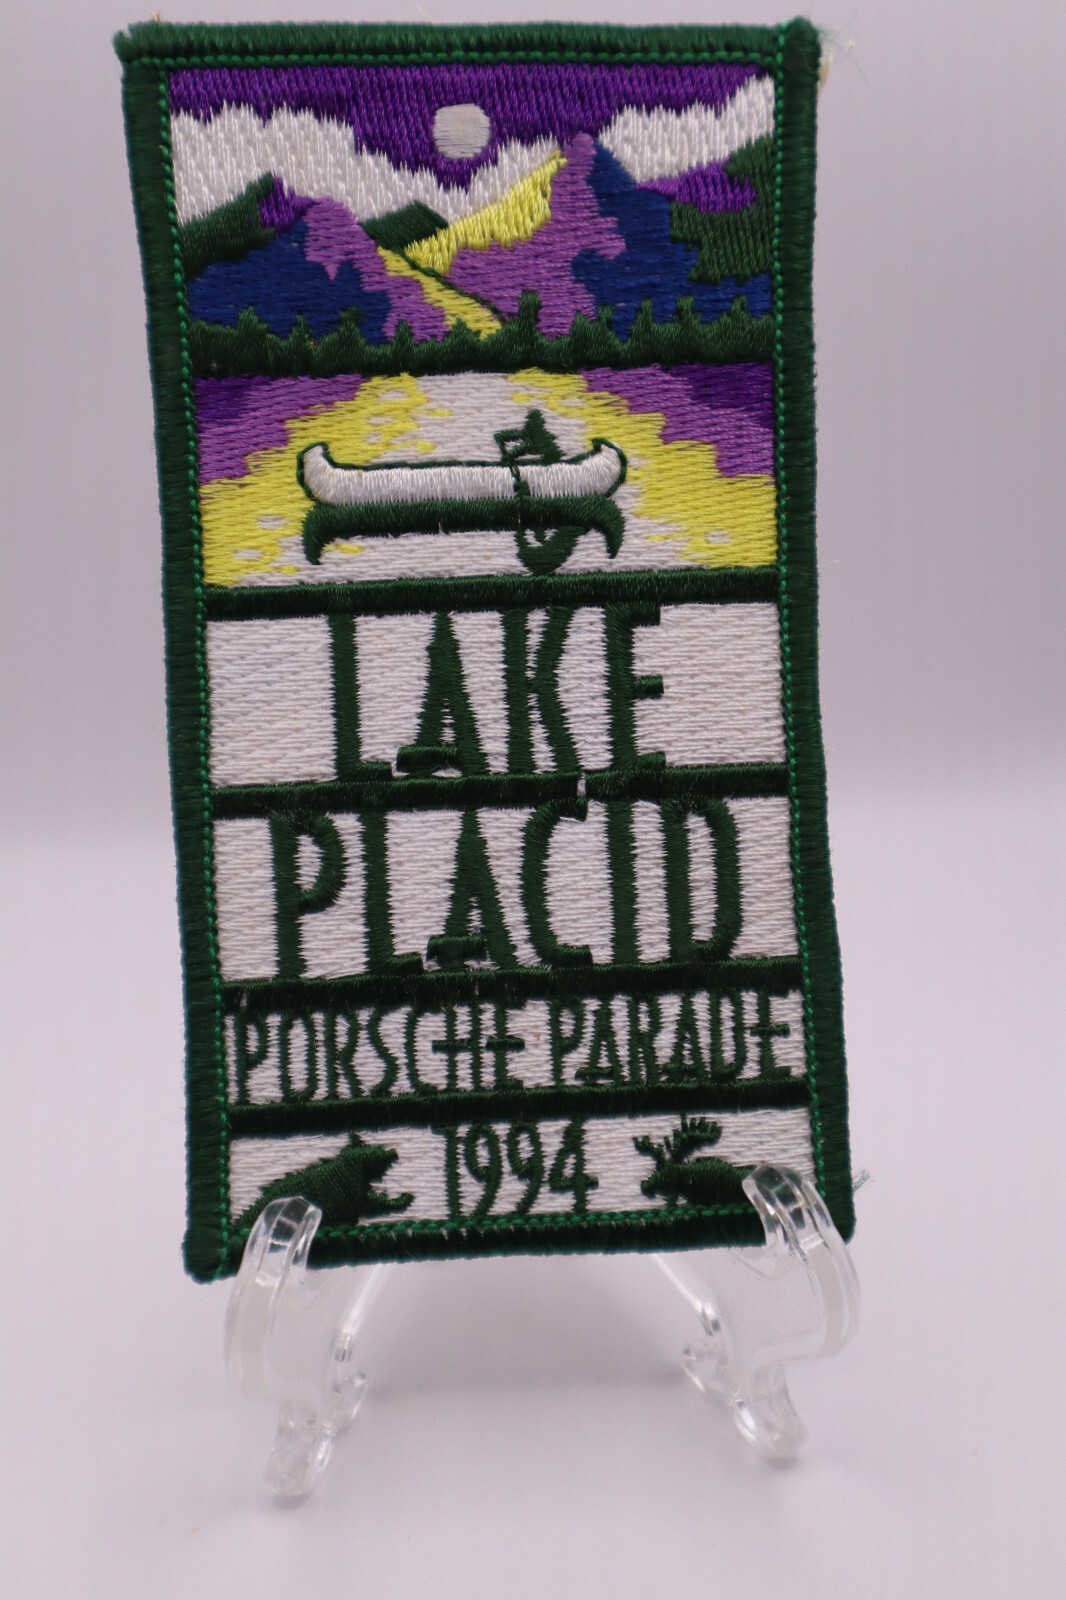 LAKE
PLACID
PORSCHE PARADE
1994